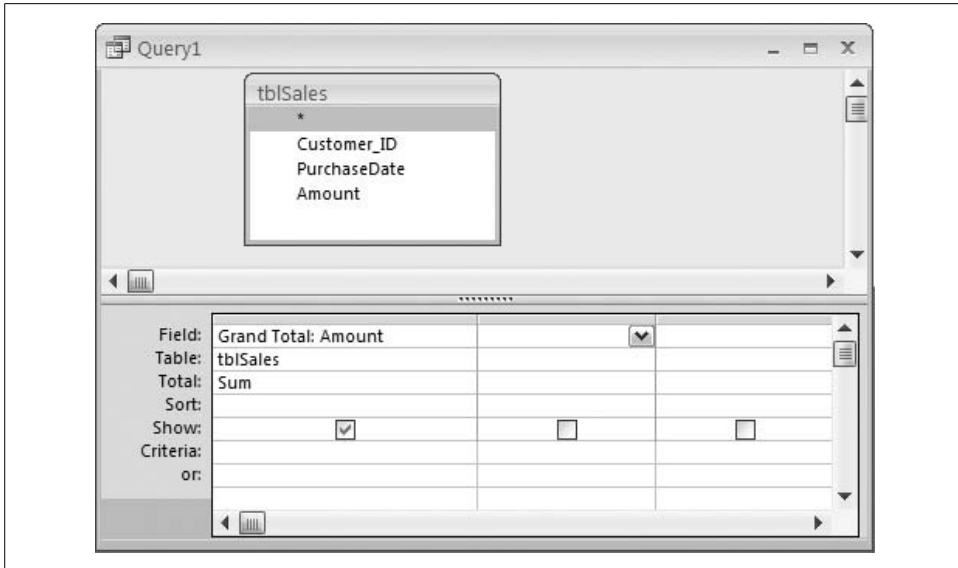 Query1
tblSales
*
Customer_ID
PurchaseDate
Amount
Field: Grand Total: Amount
Table: tblSales
Total: Sum
Sort:
Show:
Criteria:
or: